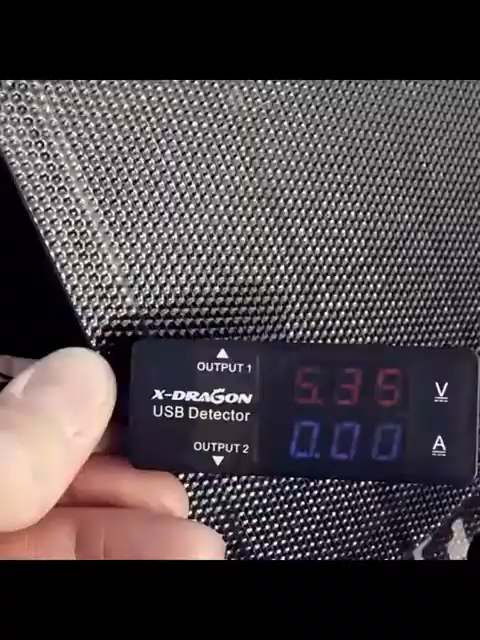 ▲
OUTPUT 1
X-DRAGON
USB Detector
OUTPUT 2
▼
5.35 V
0.00 A